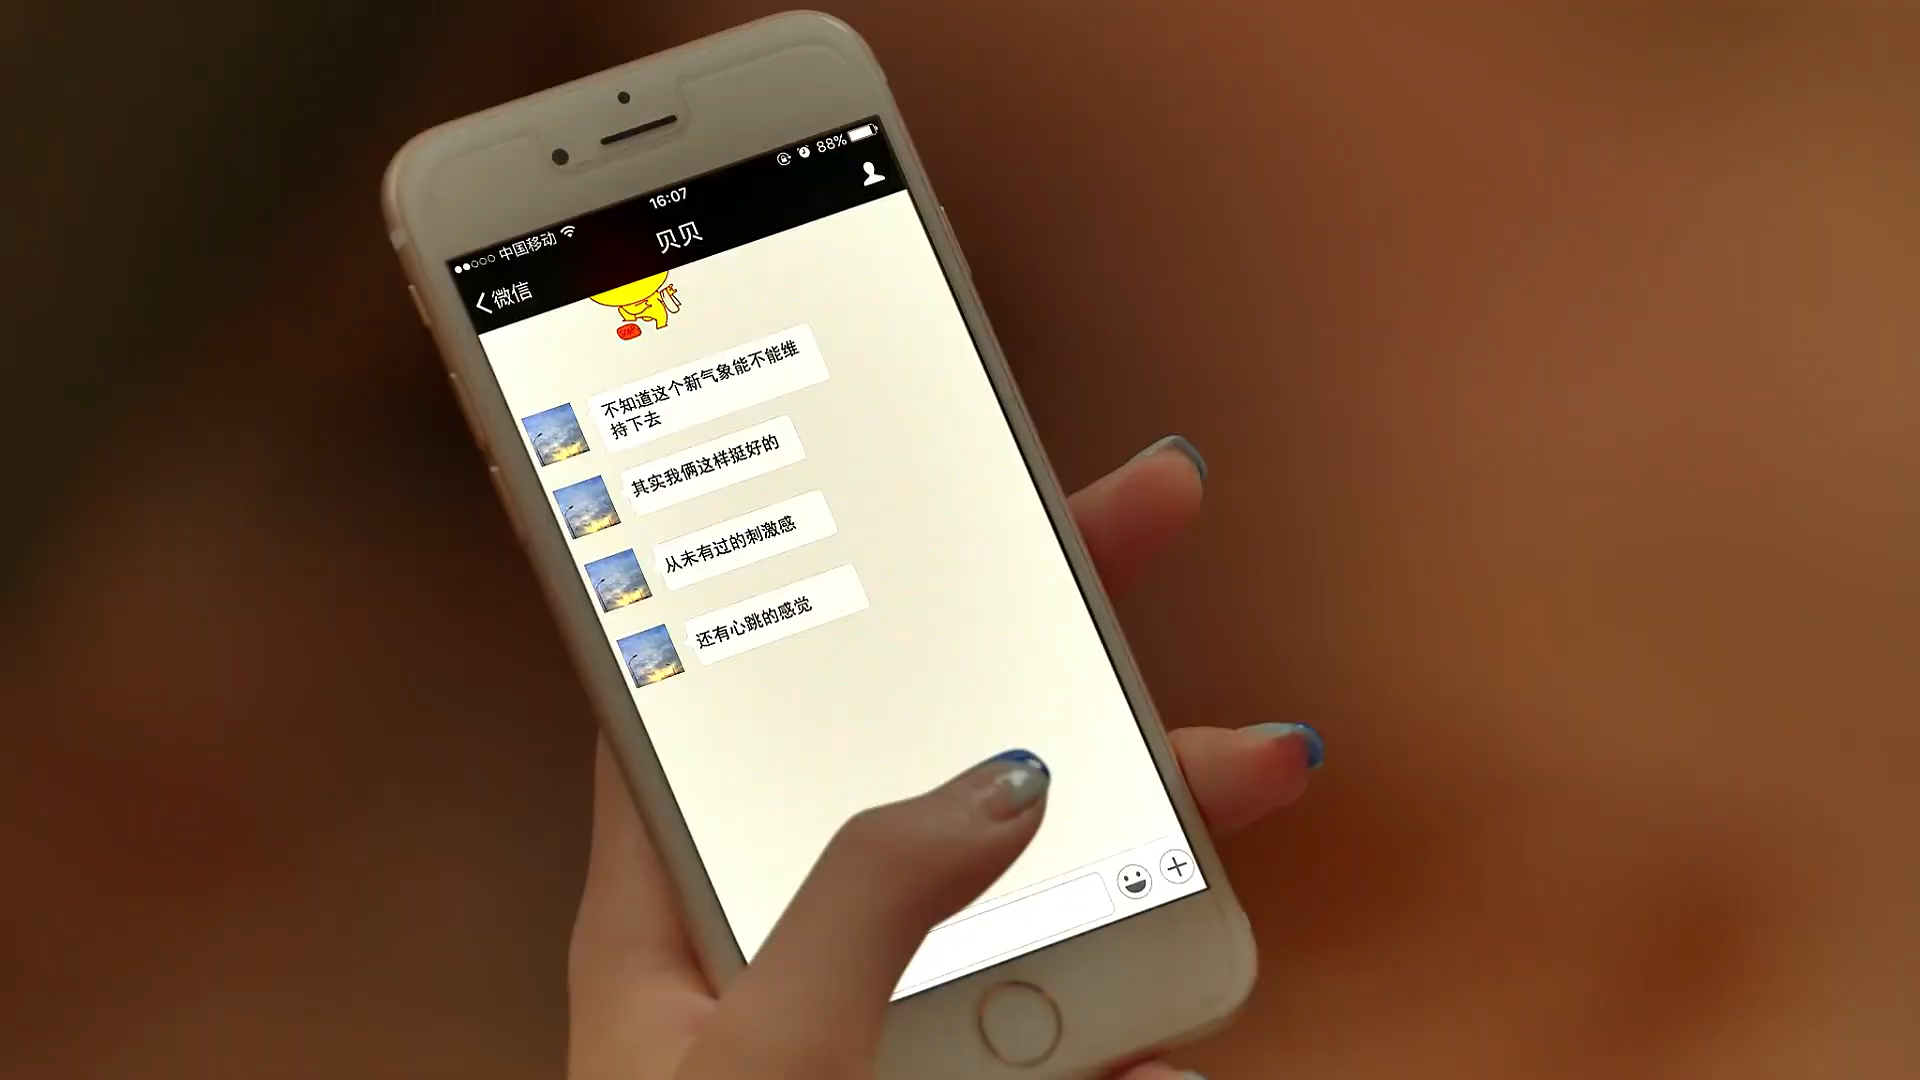 中国移动
16:07
88%
微信
贝贝
不知道这个新气象能不能维
持下去
其实我俩这样挺好的
从未有过的刺激感
还有心跳的感觉